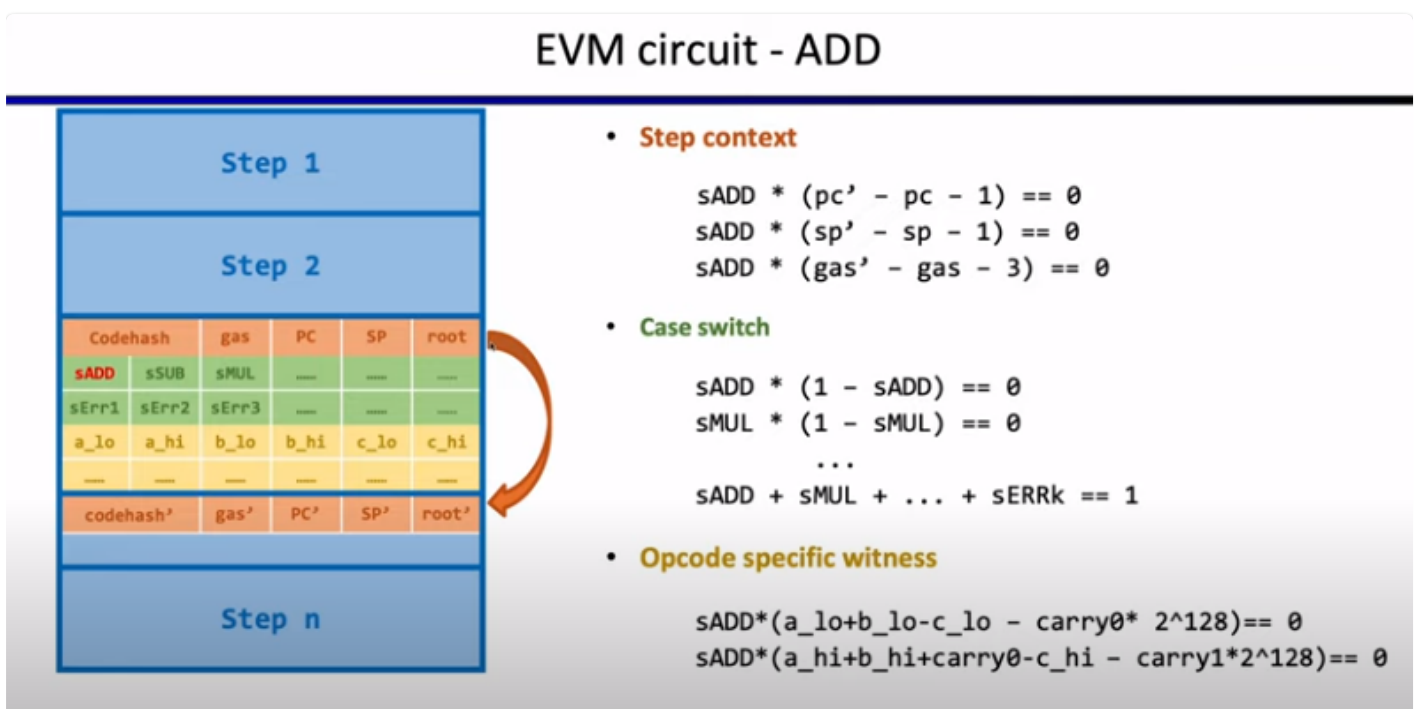 EVM circuit - ADD
Step 1
Step 2
Codehash gas PC SP root
sADD sSUB sMUL …… …… ……
sErr1 sErr2 sErr3 …… …… ……
a_lo a_hi b_lo b_hi c_lo c_hi
…… …… …… …… …… ……
codehash’ gas’ PC’ SP’ root’
Step n
• Step context
sADD * (pc’ – pc – 1) == 0
sADD * (sp’ – sp – 1) == 0
sADD * (gas’ – gas – 3) == 0
• Case switch
sADD * (1 – sADD) == 0
sMUL * (1 – sMUL) == 0
...
sADD + sMUL + ... + sERRk == 1
• Opcode specific witness
sADD*(a_lo+b_lo-c_lo – carry0* 2^128)== 0
sADD*(a_hi+b_hi+carry0-c_hi – carry1*2^128)== 0